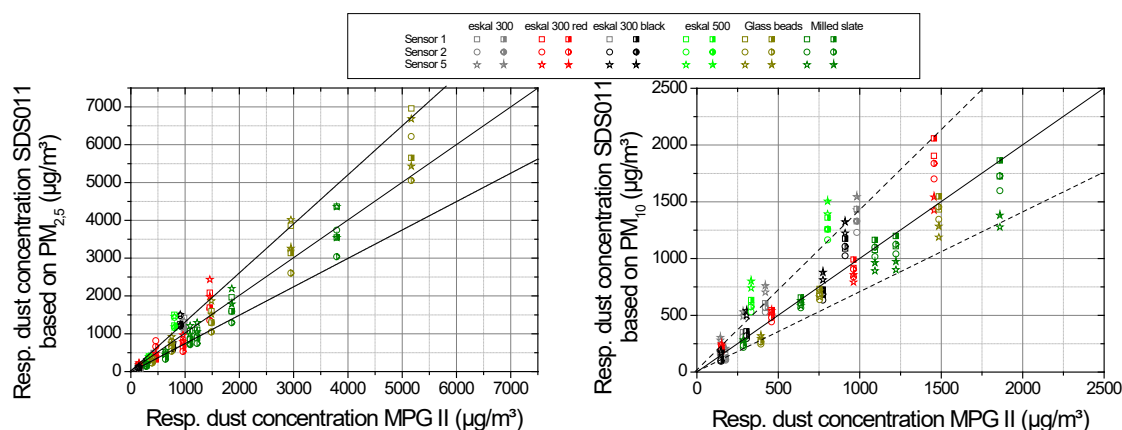 eskal 300 eskal 300 red eskal 300 black eskal 500 Glass beads Milled slate
Sensor 1
Sensor 2
Sensor 5
Resp. dust concentration SDS011
based on PM2,5 (µg/m³)
7000
6000
5000
4000
3000
2000
1000
0
0 1000 2000 3000 4000 5000 6000 7000
Resp. dust concentration MPG II (µg/m³)
Resp. dust concentration SDS011
based on PM10 (µg/m³)
2500
2000
1500
1000
500
0
0 500 1000 1500 2000 2500
Resp. dust concentration MPG II (µg/m³)